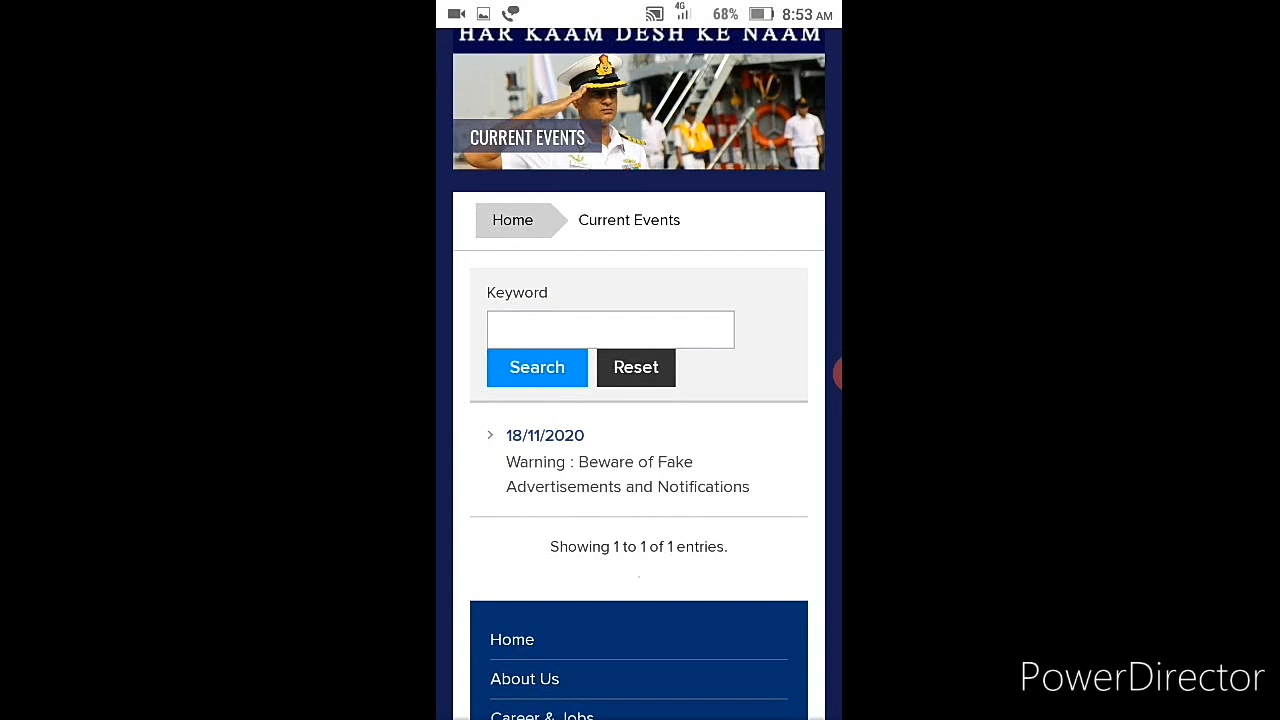 4G
68%
8:53 AM
HAR KAAM DESH KE NAAM
CURRENT EVENTS
Home
Current Events
Keyword
Search
Reset
18/11/2020
Warning : Beware of Fake
Advertisements and Notifications
Showing 1 to 1 of 1 entries.
Home
About Us
Career & Jobs
PowerDirector